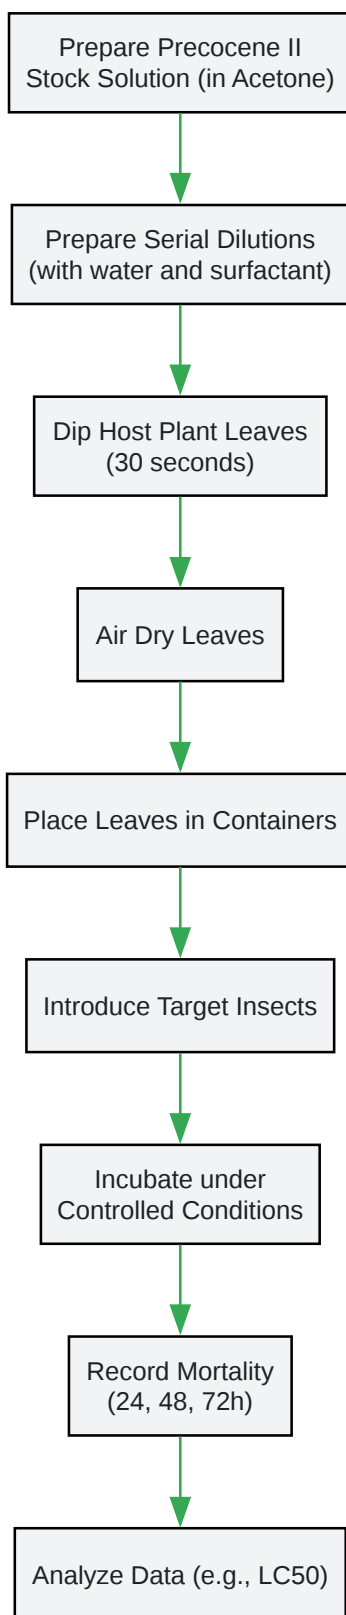 Prepare Precocene II
Stock Solution (in Acetone)
Prepare Serial Dilutions
(with water and surfactant)
Dip Host Plant Leaves
(30 seconds)
Air Dry Leaves
Place Leaves in Containers
Introduce Target Insects
Incubate under
Controlled Conditions
Record Mortality
(24, 48, 72h)
Analyze Data (e.g., LC50)